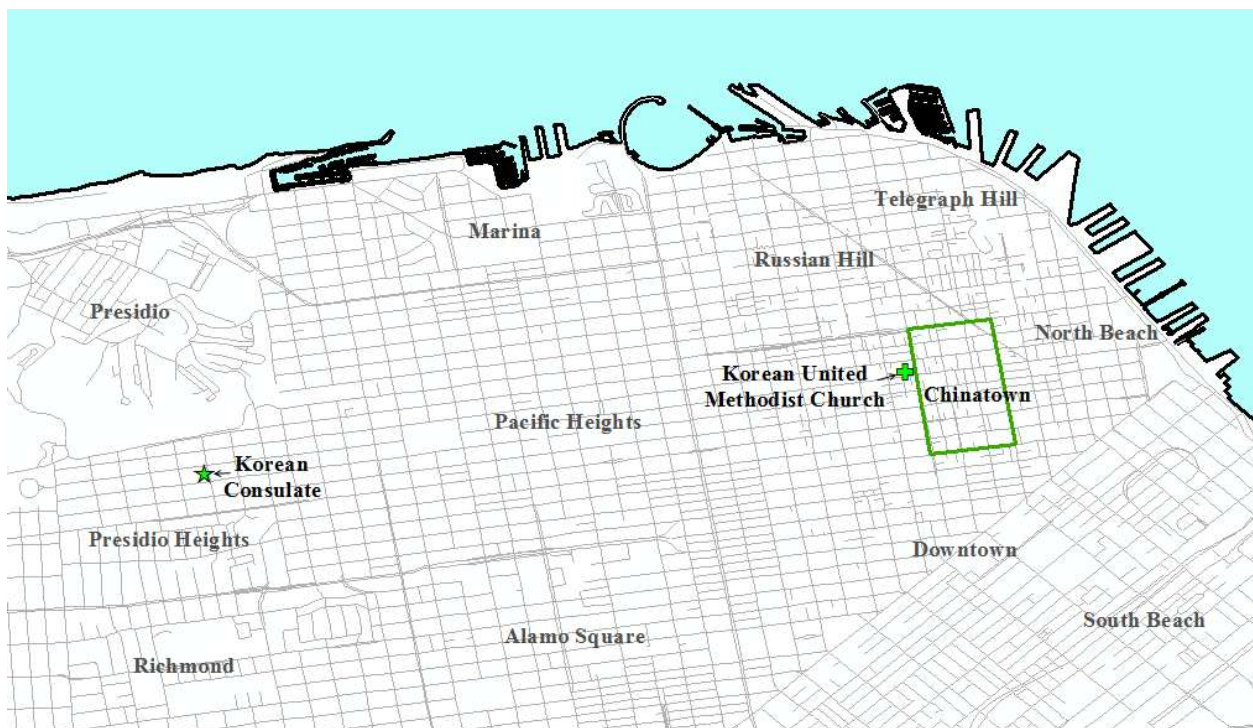 Telegraph Hill
Marina
Russian Hill
Presidio
North Beach
Korean United
Methodist Church
Chinatown
Pacific Heights
Korean
Consulate
Presidio Heights
Downtown
South Beach
Alamo Square
Richmond